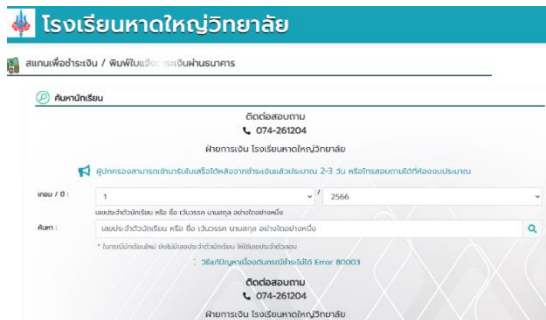 โรงเรียนหาดใหญ่วิทยาลัย
สแกนเพื่อชำระเงิน / พิมพ์ใบแจ้งชำระเงินผ่านธนาคาร
ค้นหานักเรียน
ติดต่อสอบถาม
074-261204
ฝ่ายการเงิน โรงเรียนหาดใหญ่วิทยาลัย
ผู้ปกครองสามารถเข้ามารับใบเสร็จได้หลังจากชำระเงินแล้วประมาณ 2-3 วัน หรือโทรสอบถามได้ที่ห้องงบประมาณ
เทอม / ปี : 1 / 2566
เลขประจำตัวนักเรียน หรือ ชื่อ เว้นวรรค นามสกุล อย่างใดอย่างหนึ่ง
ค้นหา : เลขประจำตัวนักเรียน หรือ ชื่อ เว้นวรรค นามสกุล อย่างใดอย่างหนึ่ง
* ในกรณีนักเรียนใหม่ ยังไม่มีเลขประจำตัวนักเรียน ให้ใช้เลขประจำตัวสอบ
วิธีแก้ปัญหาเบื้องต้นกรณีชำระไม่ได้ Error 80003
ติดต่อสอบถาม
074-261204
ฝ่ายการเงิน โรงเรียนหาดใหญ่วิทยาลัย